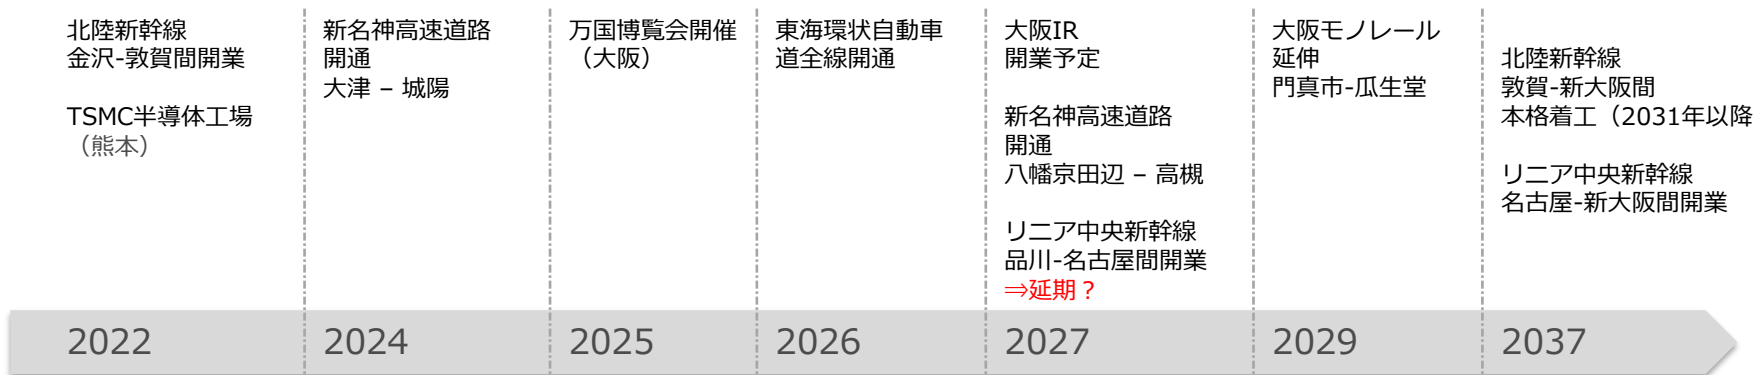 北陸新幹線
金沢-敦賀間開業
TSMC半導体工場
（熊本）
新名神高速道路
開通
大津 – 城陽
万国博覧会開催
（大阪）
東海環状自動車
道全線開通
大阪IR
開業予定
新名神高速道路
開通
八幡京田辺 – 高槻
リニア中央新幹線
品川-名古屋間開業
⇒延期？
大阪モノレール
延伸
門真市-瓜生堂
北陸新幹線
敦賀-新大阪間
本格着工（2031年以降
リニア中央新幹線
名古屋-新大阪間開業
2022
2024
2025
2026
2027
2029
2037